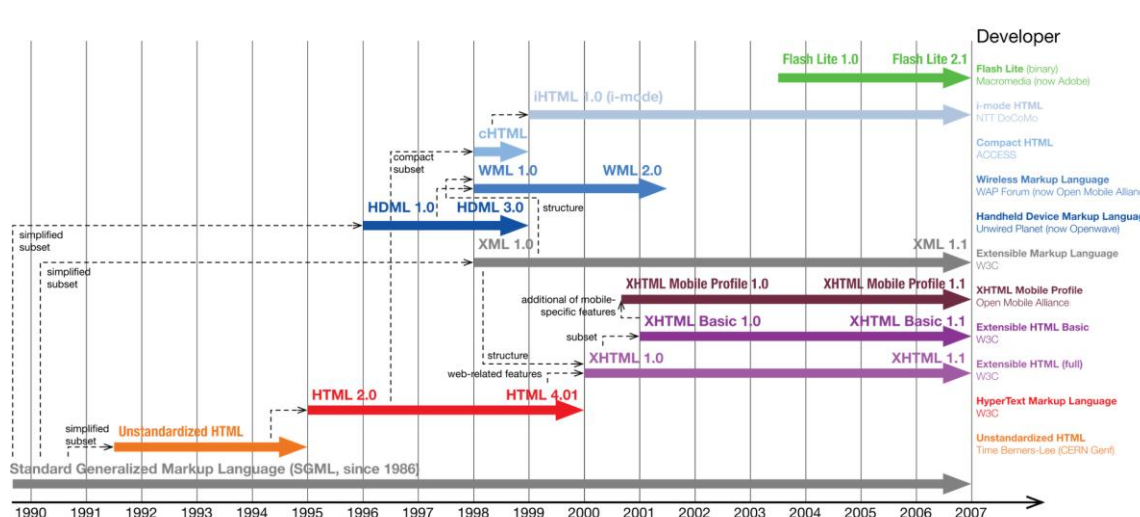 Developer
Flash Lite 1.0 Flash Lite 2.1
Flash Lite (binary)
Macromedia (now Adobe)
iHTML 1.0 (i-mode)
i-mode HTML
NTT DoCoMo
cHTML
Compact HTML
ACCESS
compact
subset
WML 1.0 WML 2.0
Wireless Markup Language
WAP Forum (now Open Mobile Allianc
HDML 1.0 HDML 3.0
structure
Handheld Device Markup Languag
Unwired Planet (now Openwave)
simplified
subset
XML 1.0 XML 1.1
Extensible Markup Language
W3C
simplified
subset
XHTML Mobile Profile 1.0 XHTML Mobile Profile 1.1
additional of mobile-
specific features
XHTML Mobile Profile
Open Mobile Alliance
XHTML Basic 1.0 XHTML Basic 1.1
subset
Extensible HTML Basic
W3C
structure
XHTML 1.0 XHTML 1.1
web-related features
Extensible HTML (full)
W3C
HTML 2.0 HTML 4.01
HyperText Markup Language
W3C
simplified
subset
Unstandardized HTML
Unstandardized HTML
Time Berners-Lee (CERN Genf)
Standard Generalized Markup Language (SGML, since 1986)
1990 1991 1992 1993 1994 1995 1996 1997 1998 1999 2000 2001 2002 2003 2004 2005 2006 2007